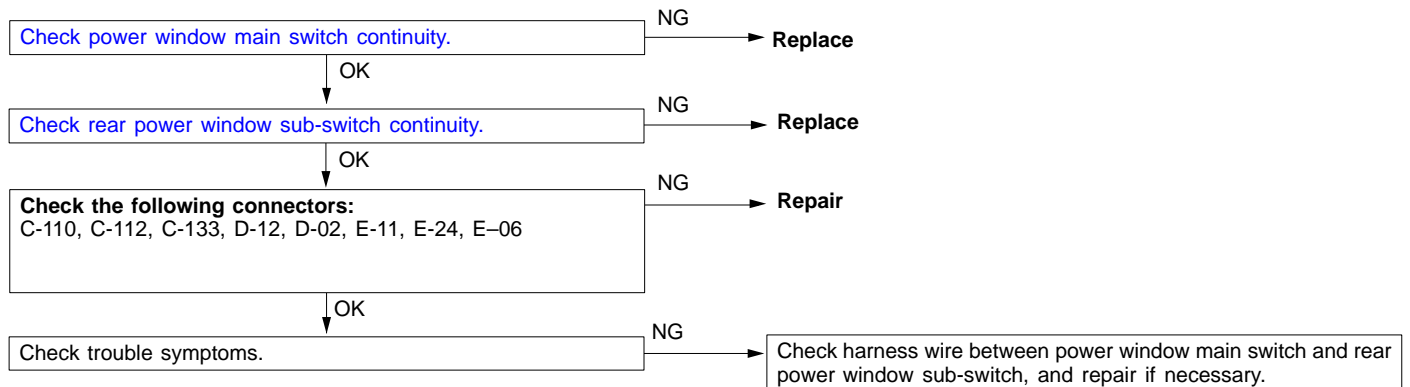 NG
Check power window main switch continuity.
Replace
OK
NG
Check rear power window sub-switch continuity.
Replace
OK
NG
Check the following connectors:
Repair
C-110, C-112, C-133, D-12, D-02, E-11, E-24, E–06
OK
NG
Check trouble symptoms.
Check harness wire between power window main switch and rear
power window sub-switch, and repair if necessary.